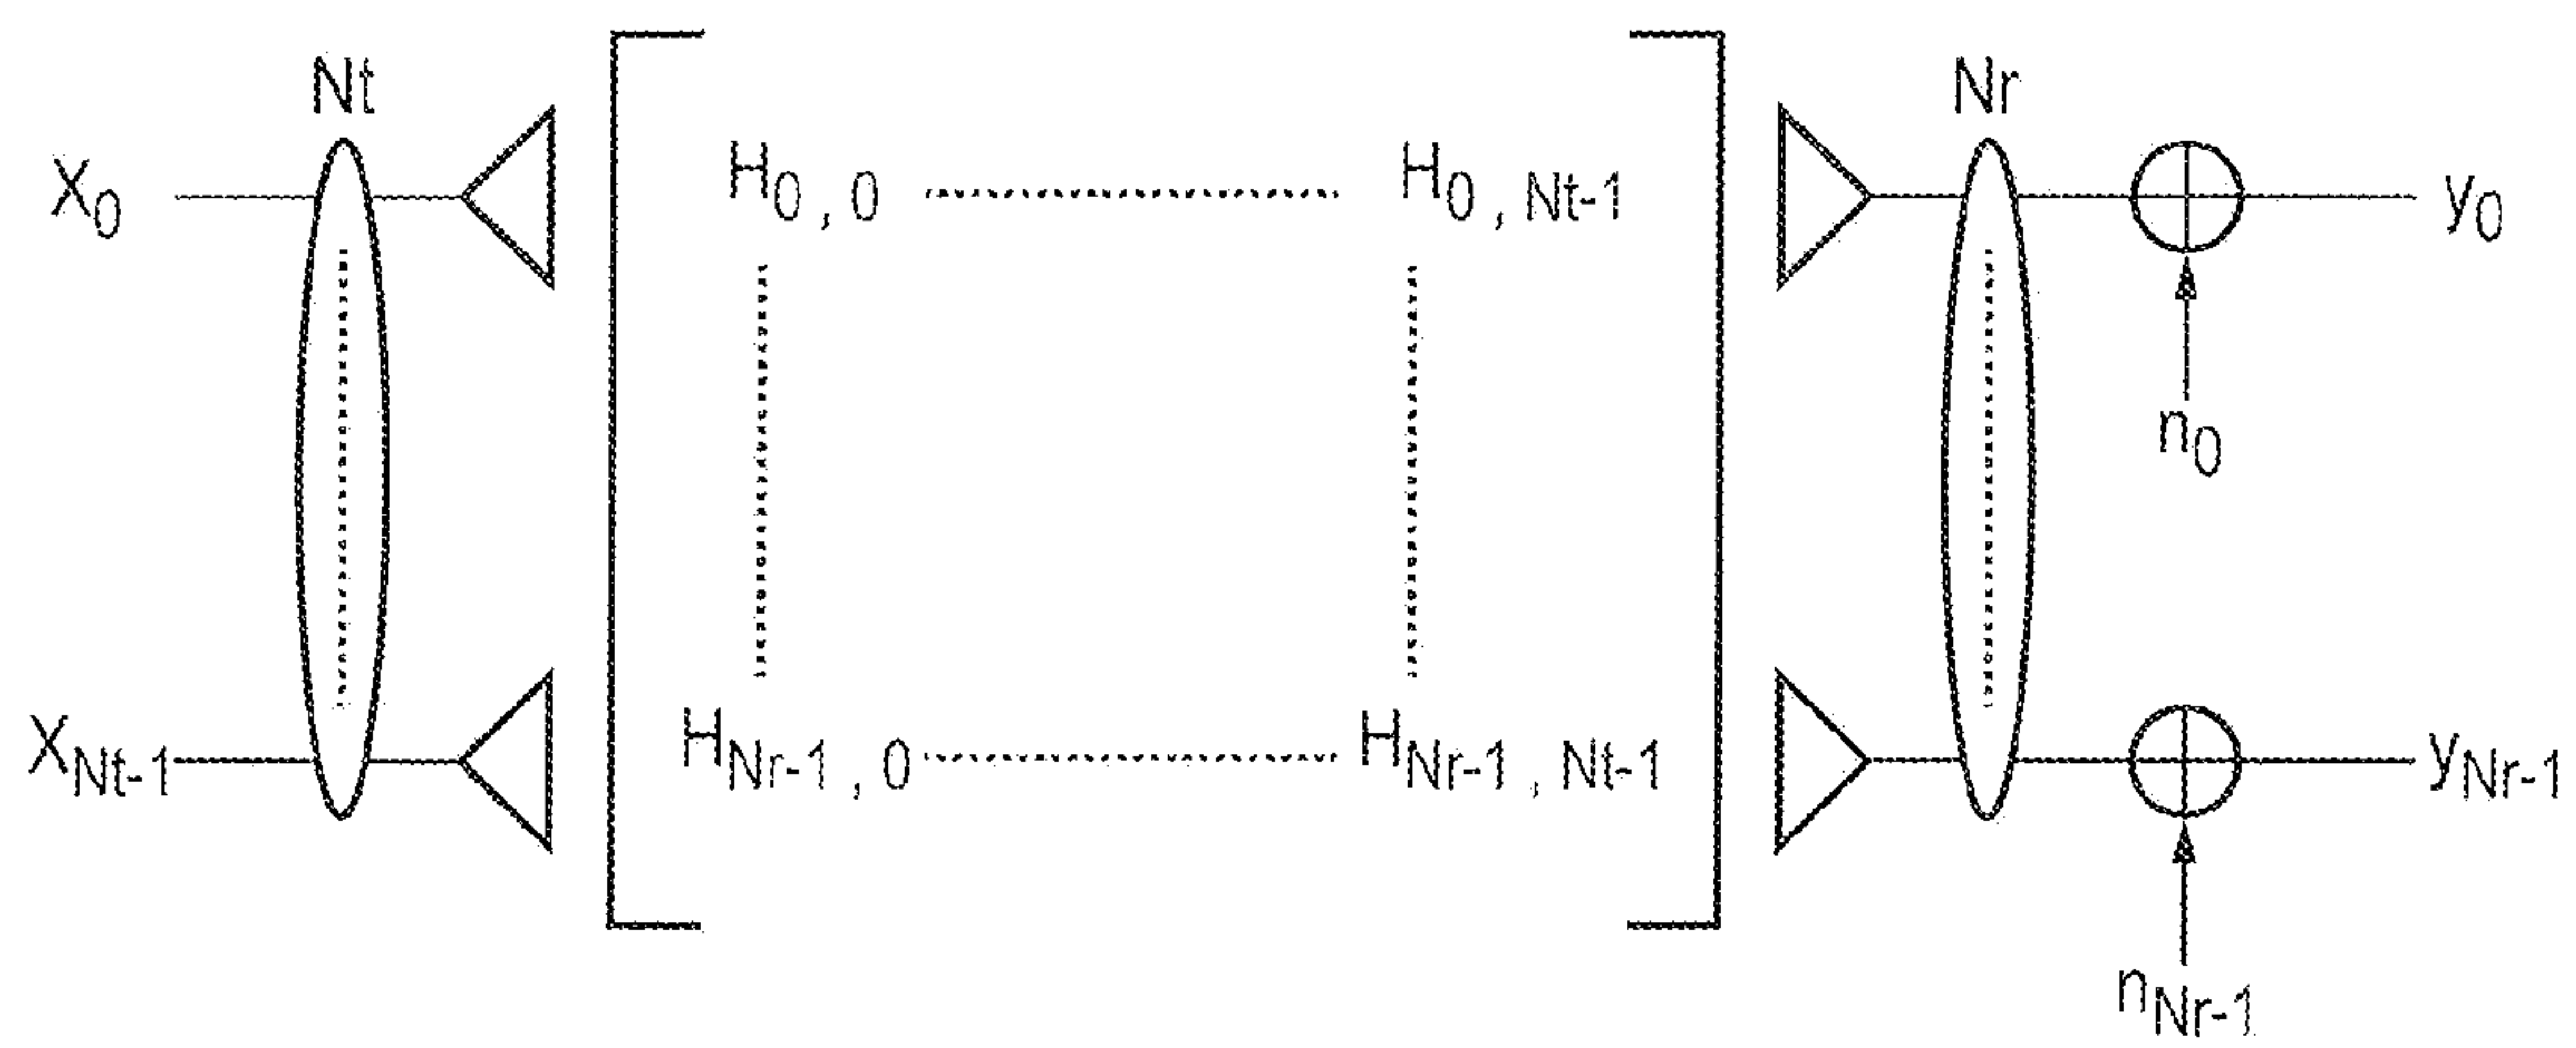 Nt Nr
X0 H0 , 0 H0 , Nt-1 y0
n0
XNt-1 HNr-1 , 0 HNr-1 , Nt-1 yNr-1
nNr-1